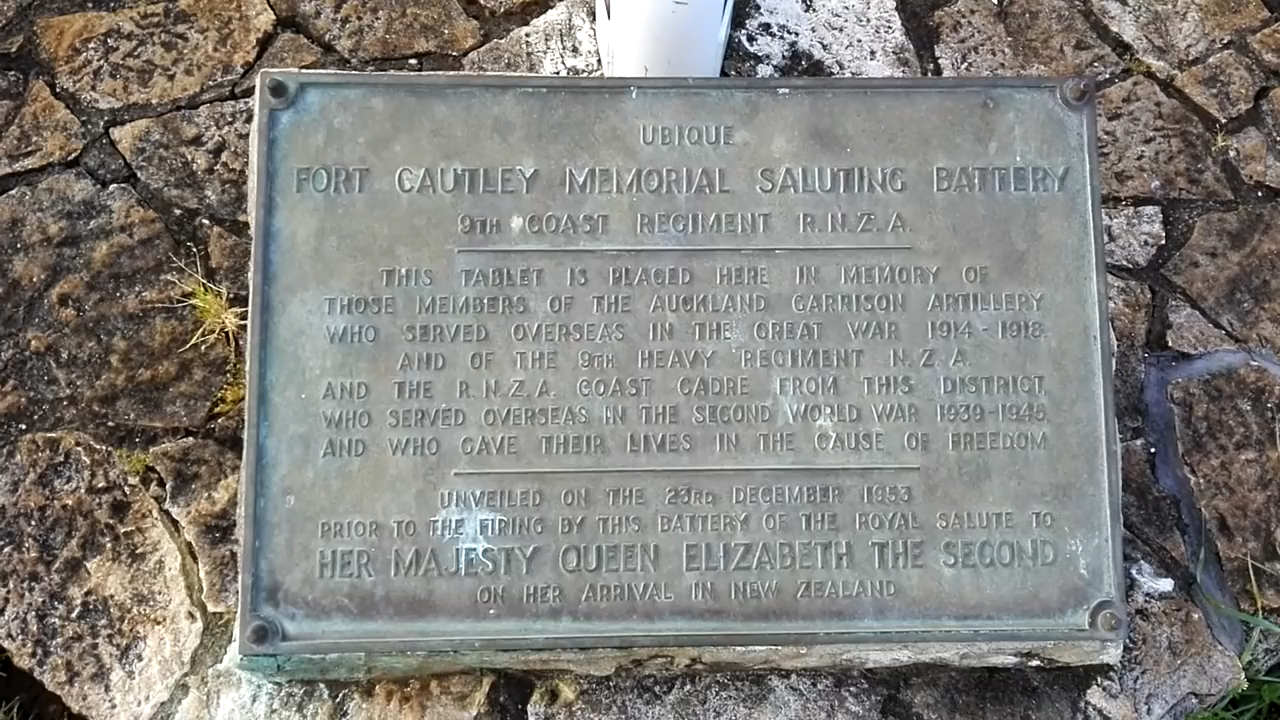 UBIQUE
FORT CAUTLEY MEMORIAL SALUTING BATTERY
9TH COAST REGIMENT R.N.Z.A.
THIS TABLET IS PLACED HERE IN MEMORY OF
THOSE MEMBERS OF THE AUCKLAND GARRISON ARTILLERY
WHO SERVED OVERSEAS IN THE GREAT WAR 1914-1918.
AND OF THE 9TH HEAVY REGIMENT N.Z.A.
AND THE R.N.Z.A. COAST CADRE FROM THIS DISTRICT,
WHO SERVED OVERSEAS IN THE SECOND WORLD WAR 1939-1945.
AND WHO GAVE THEIR LIVES IN THE CAUSE OF FREEDOM
UNVEILED ON THE 23RD DECEMBER 1953
PRIOR TO THE FIRING BY THIS BATTERY OF THE ROYAL SALUTE TO
HER MAJESTY QUEEN ELIZABETH THE SECOND
ON HER ARRIVAL IN NEW ZEALAND